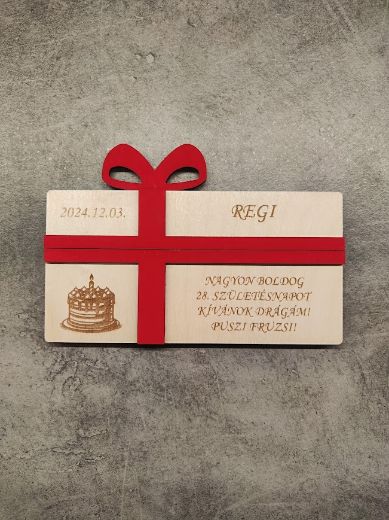 2024.12.03.
REGI
NAGYON BOLDOG
28. SZÜLETÉSNAPOT
KÍVÁNOK DRÁGÁM!
PUSZI FRUZSI!